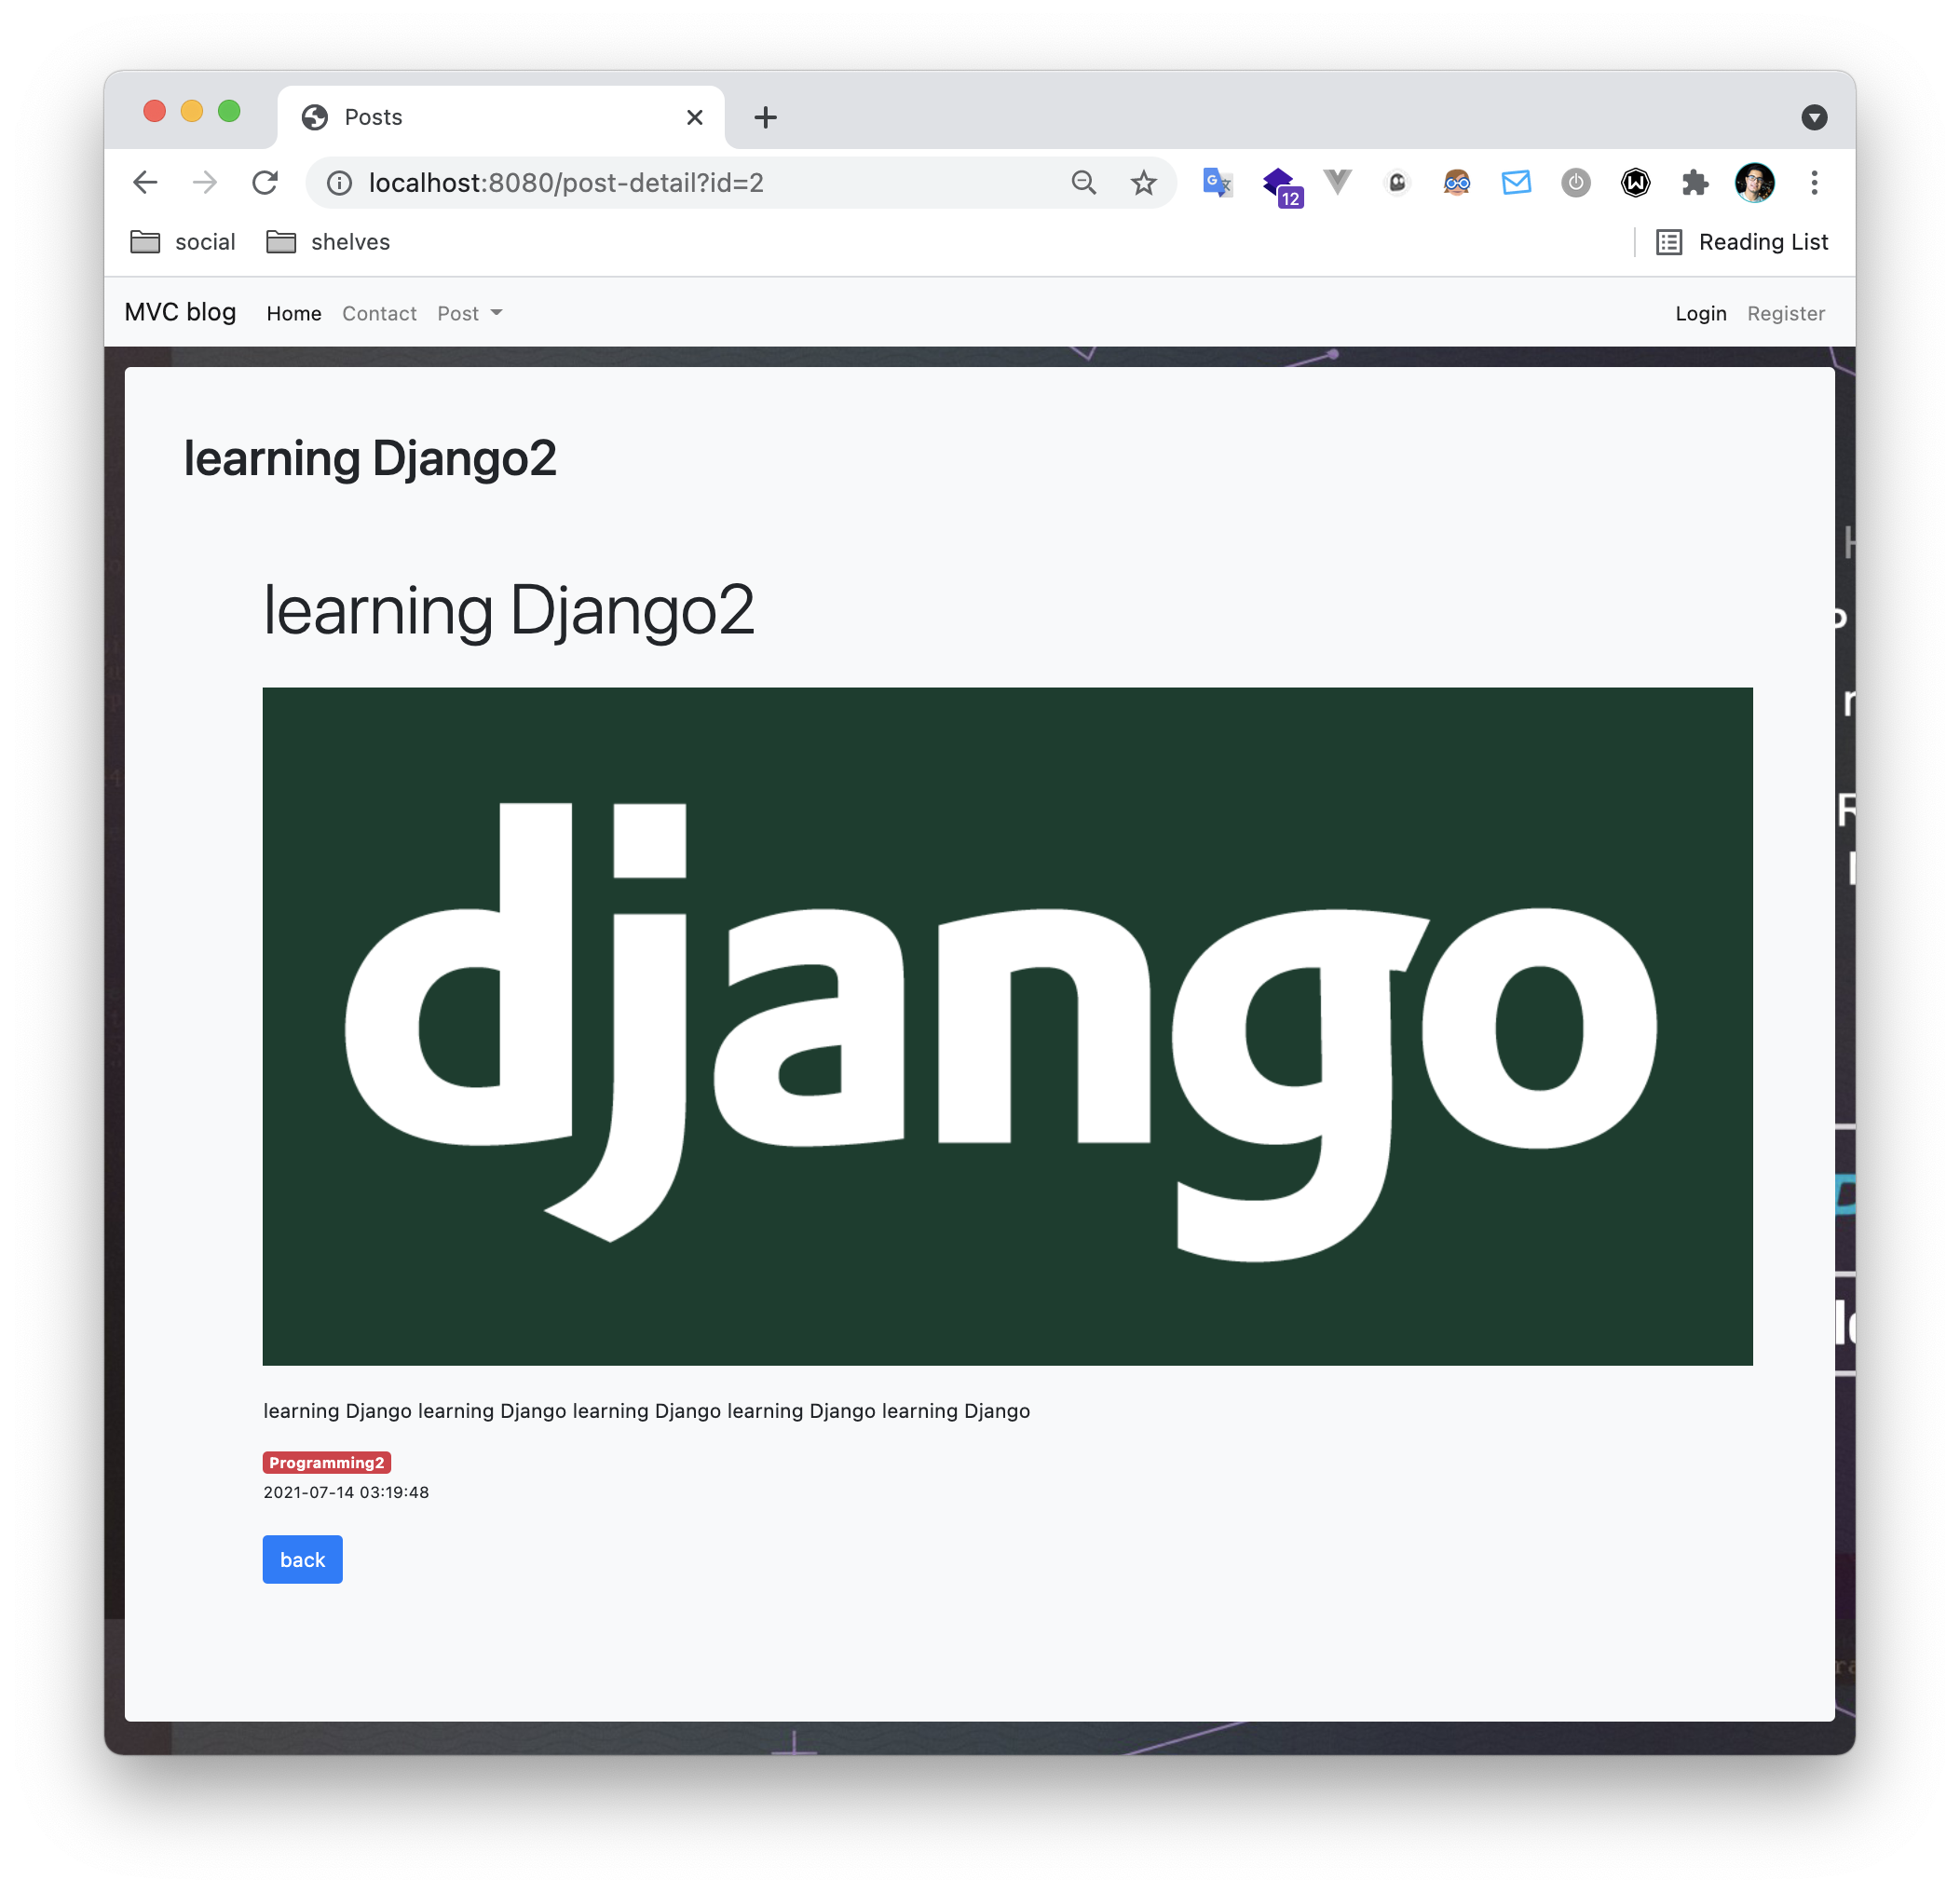 Posts
localhost:8080/post-detail?id=2
12
social shelves Reading List
MVC blog Home Contact Post Login Register
learning Django2
learning Django2
django
learning Django learning Django learning Django learning Django learning Django
Programming2
2021-07-14 03:19:48
back